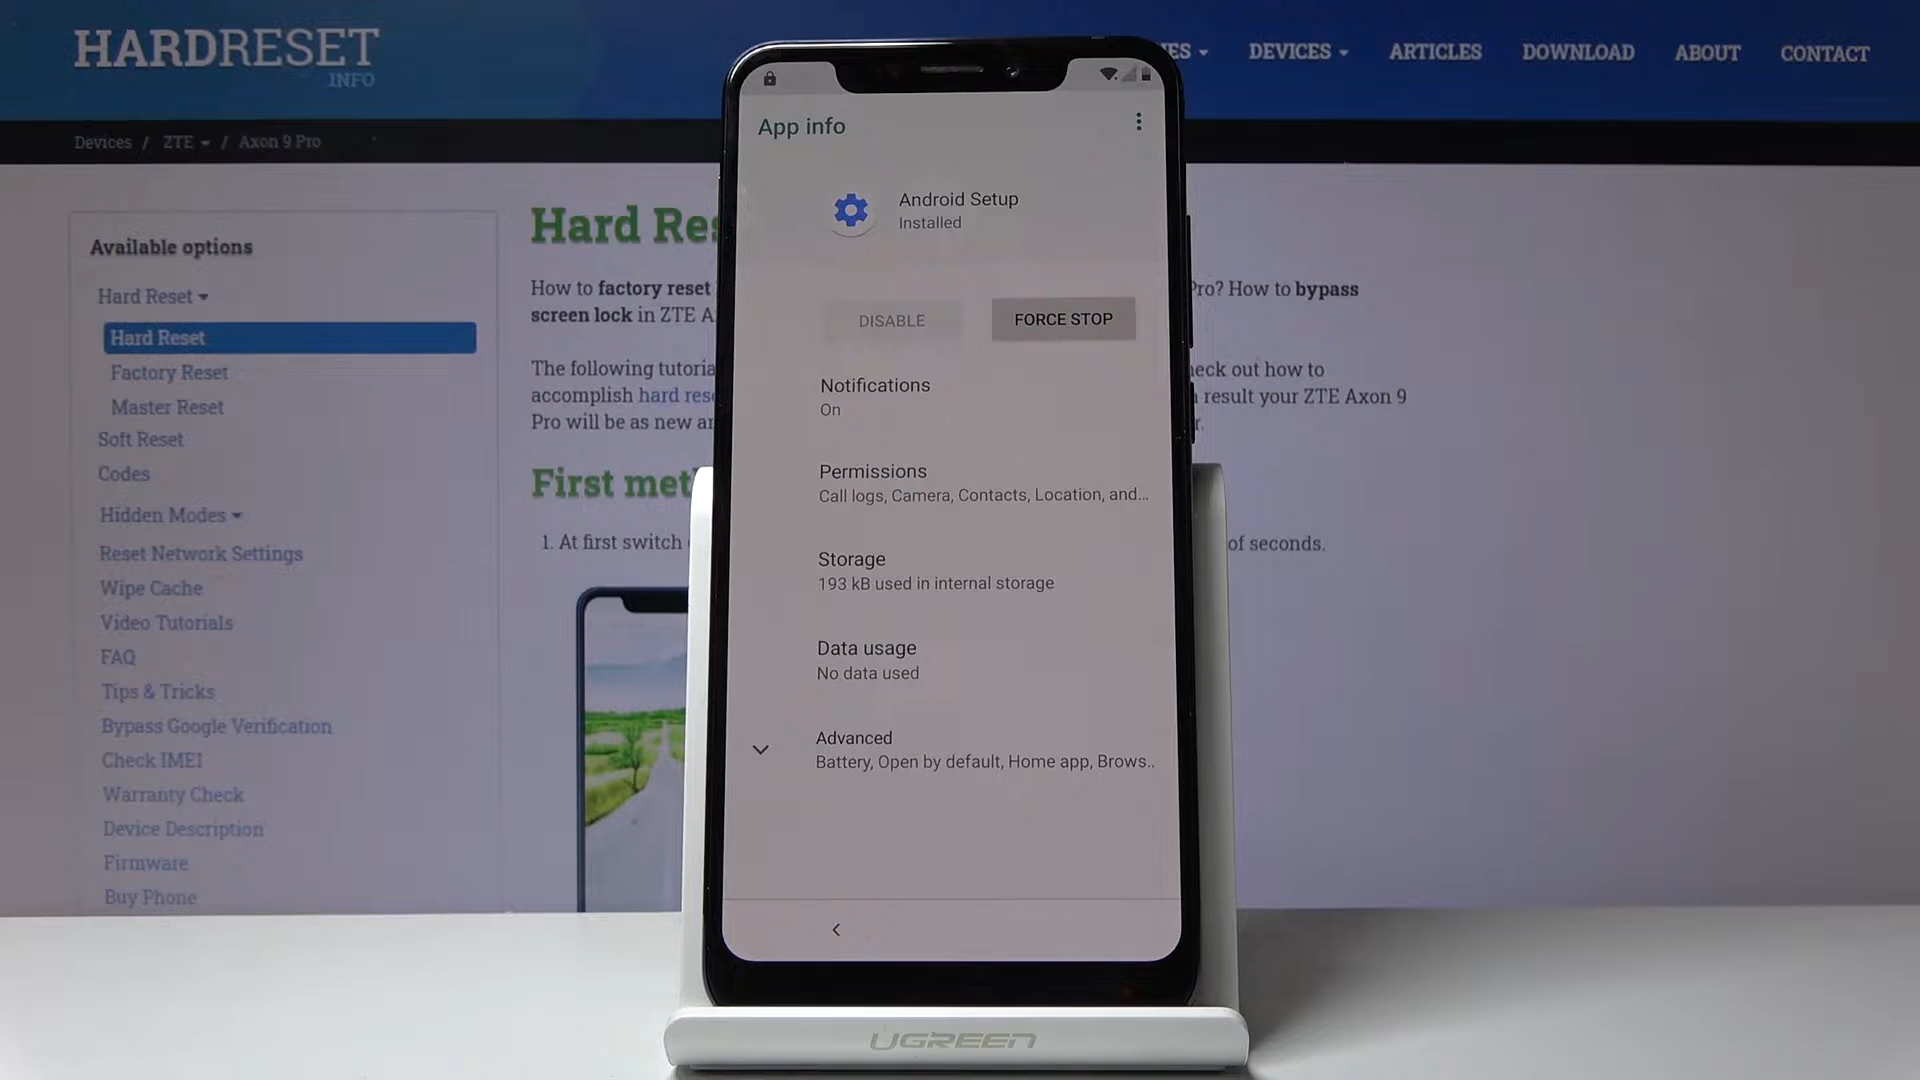 HARDRESET
INFO
DEVICES
ARTICLES
DOWNLOAD
ABOUT
CONTACT
Devices / ZTE / Axon 9 Pro
Available options
Hard Reset
Hard Reset
Factory Reset
Master Reset
Soft Reset
Codes
Hidden Modes
Reset Network Settings
Wipe Cache
Video Tutorials
FAQ
Tips & Tricks
Bypass Google Verification
Check IMEI
Warranty Check
Device Description
Firmware
Buy Phone
Hard Res
How to factory reset
Pro? How to bypass
screen lock in ZTE A
The following tutoria
eck out how to
accomplish hard rese
result your ZTE Axon 9
Pro will be as new an
r.
First met
1. At first switch
of seconds.
App info
Android Setup
Installed
DISABLE
FORCE STOP
Notifications
On
Permissions
Call logs, Camera, Contacts, Location, and...
Storage
193 kB used in internal storage
Data usage
No data used
Advanced
Battery, Open by default, Home app, Brows..
UGREEN